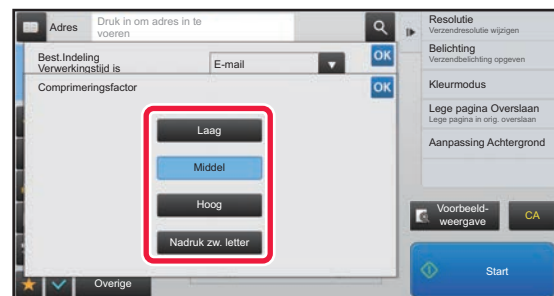 Adres
Druk in om adres in te
voeren
Best.Indeling
Verwerkingstijd is
E-mail
OK
Comprimeringsfactor
OK
Laag
Middel
Hoog
Nadruk zw. letter
Overige
Resolutie
Verzendresolutie wijzigen
Belichting
Verzendbelichting opgeven
Kleurmodus
Lege pagina Overslaan
Lege pagina in orig. overslaan
Aanpassing Achtergrond
Voorbeeld-
weergave
CA
Start